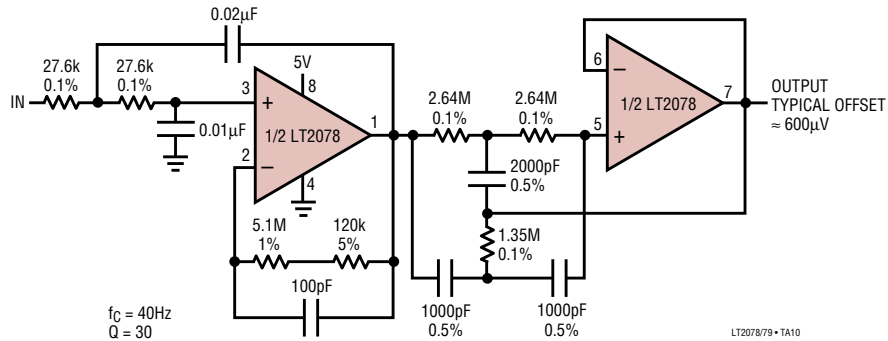 0.02µF
27.6k
0.1%
27.6k
0.1%
IN
0.01µF
5V
3
+
8
1
1/2 LT2078
2
–
4
5.1M
1%
120k
5%
100pF
2.64M
0.1%
2.64M
0.1%
2000pF
0.5%
1.35M
0.1%
1000pF
0.5%
1000pF
0.5%
6
–
7
1/2 LT2078
5
+
OUTPUT
TYPICAL OFFSET
≈ 600µV
fC = 40Hz
Q = 30
LT2078/79 • TA10